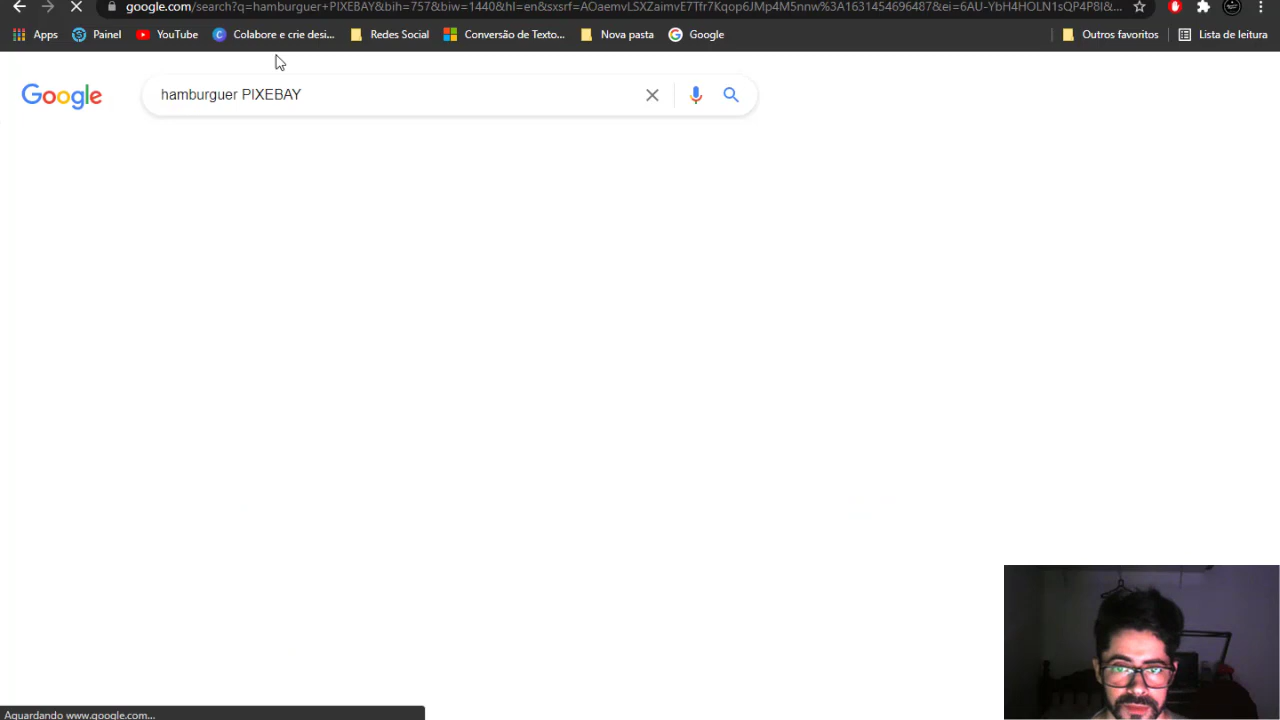 google.com/search?q=hamburguer+PIXEBAY&bih=757&biw=1440&hl=en&sxsrf=AOaemvLSXZaimvE7Tfr7Kqop6JMp4M5nnw%3A1631454696487&ei=6AU-YbH4HOLN1sQP4P8I&...
Apps Painel YouTube Colabore e crie desi... Redes Social Conversão de Texto... Nova pasta Google Outros favoritos Lista de leitura
Google hamburguer PIXEBAY
Aguardando www.google.com...